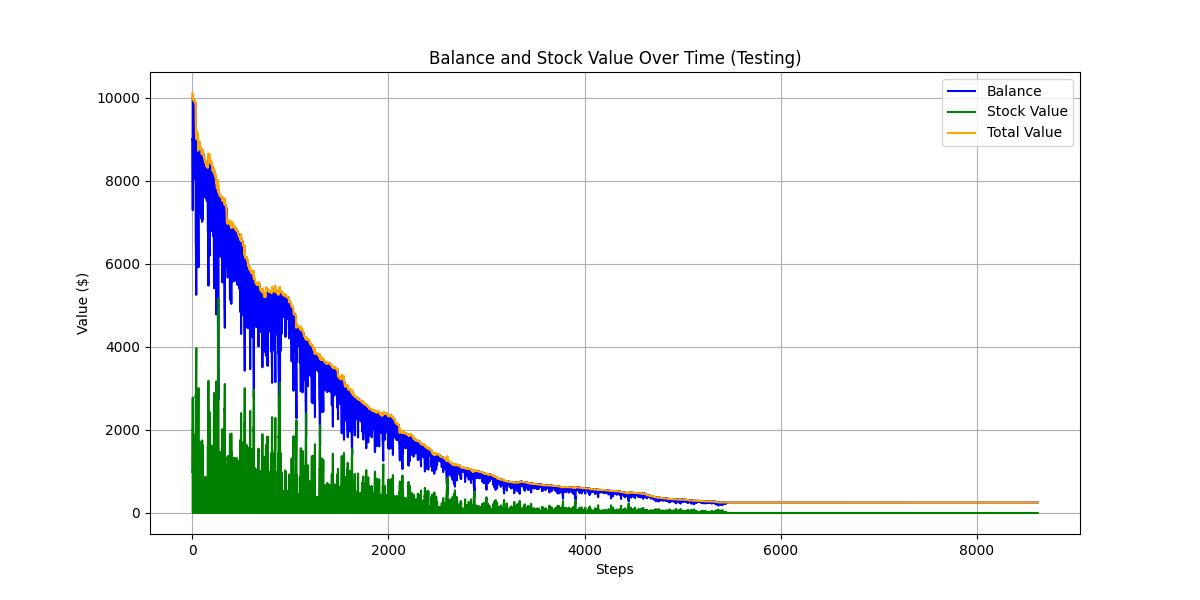 Balance and Stock Value Over Time (Testing)
Balance
Stock Value
Total Value
Value ($)
10000
8000
6000
4000
2000
0
0 2000 4000 6000 8000
Steps